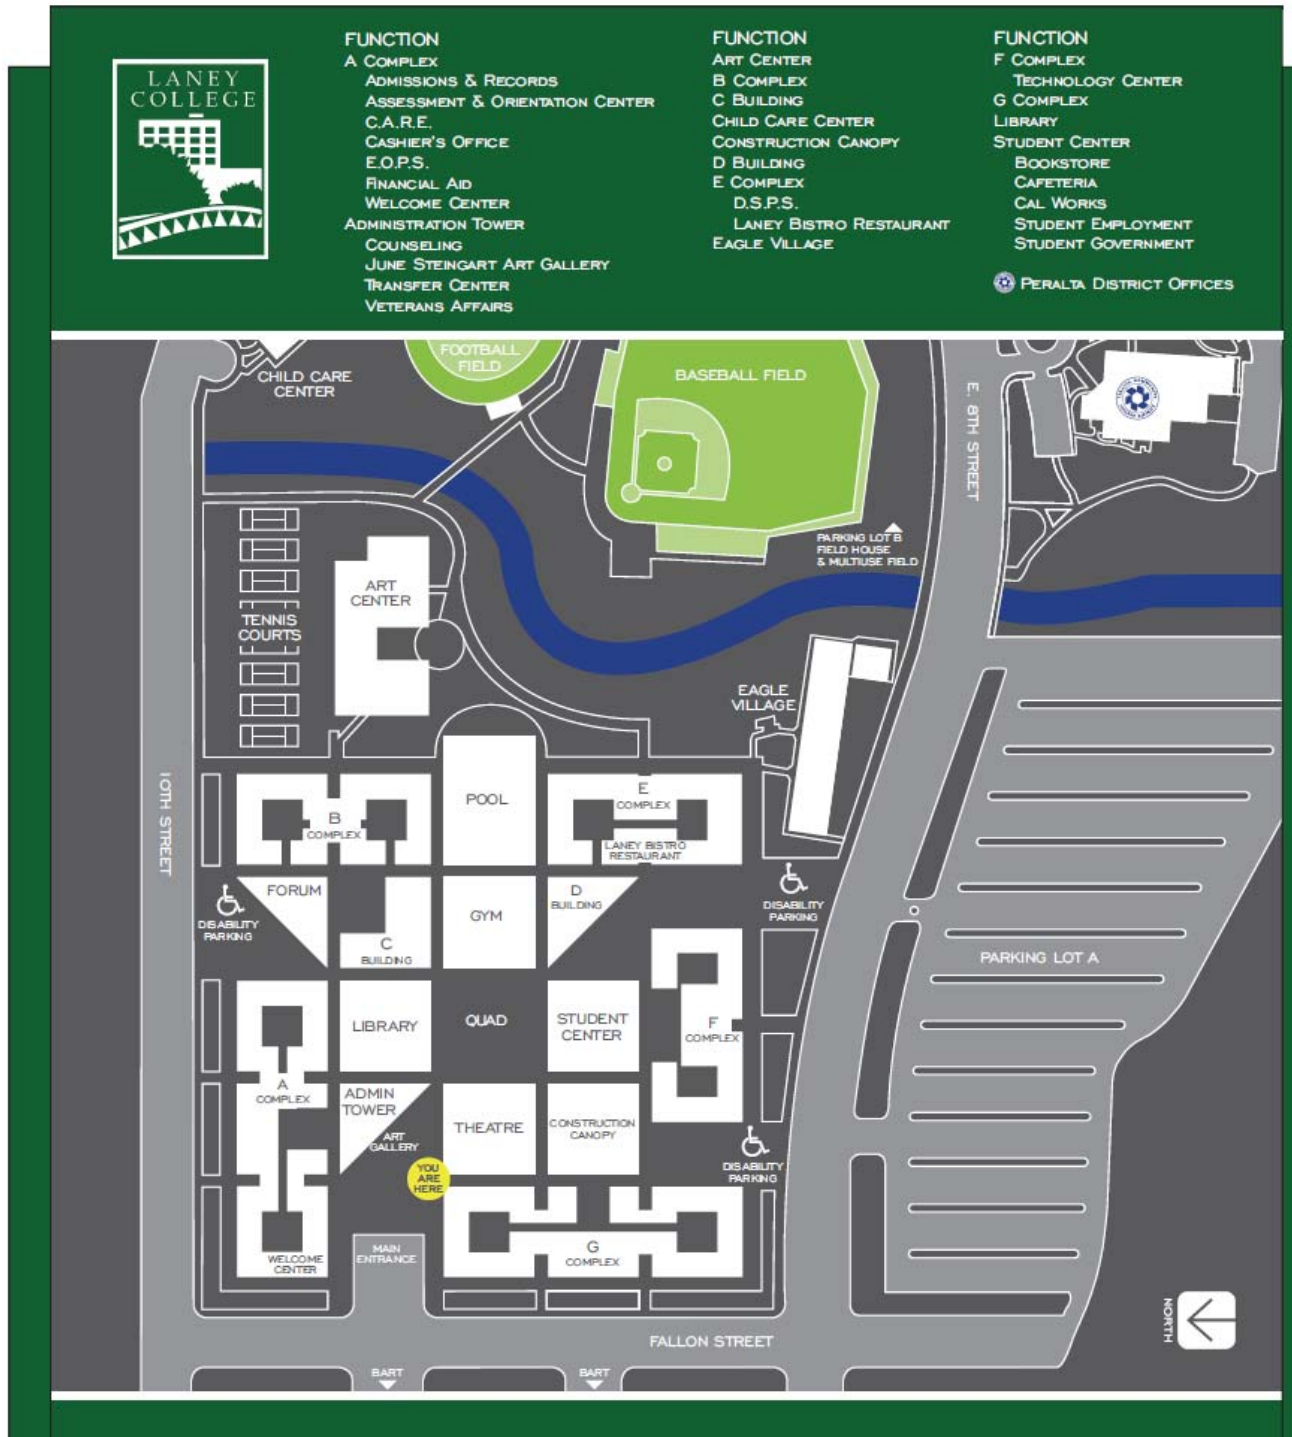 LANEY
COLLEGE
FUNCTION
A COMPLEX
ADMISSIONS & RECORDS
ASSESSMENT & ORIENTATION CENTER
C.A.R.E.
CASHIER'S OFFICE
E.O.P.S.
FINANCIAL AID
WELCOME CENTER
ADMINISTRATION TOWER
COUNSELING
JUNE STEINGART ART GALLERY
TRANSFER CENTER
VETERANS AFFAIRS
FUNCTION
ART CENTER
B COMPLEX
C BUILDING
CHILD CARE CENTER
CONSTRUCTION CANOPY
D BUILDING
E COMPLEX
D.S.P.S.
LANEY BISTRO RESTAURANT
EAGLE VILLAGE
FUNCTION
F COMPLEX
TECHNOLOGY CENTER
G COMPLEX
LIBRARY
STUDENT CENTER
BOOKSTORE
CAFETERIA
CAL WORKS
STUDENT EMPLOYMENT
STUDENT GOVERNMENT
PERALTA DISTRICT OFFICES
FOOTBALL
FIELD
CHILD CARE
CENTER
BASEBALL FIELD
E. 8TH STREET
PARKING LOT B
FIELD HOUSE
& MULTIUSE FIELD
ART
CENTER
TENNIS
COURTS
EAGLE
VILLAGE
10TH STREET
POOL
B
COMPLEX
E
COMPLEX
LANEY BISTRO
RESTAURANT
FORUM
DISABILITY
PARKING
C
BUILDING
GYM
D
BUILDING
DISABILITY
PARKING
PARKING LOT A
LIBRARY
QUAD
STUDENT
CENTER
F
COMPLEX
A
COMPLEX
ADMIN
TOWER
ART
GALLERY
THEATRE
CONSTRUCTION
CANOPY
YOU
ARE
HERE
DISABILITY
PARKING
WELCOME
CENTER
MAIN
ENTRANCE
G
COMPLEX
NORTH
FALLON STREET
BART
BART